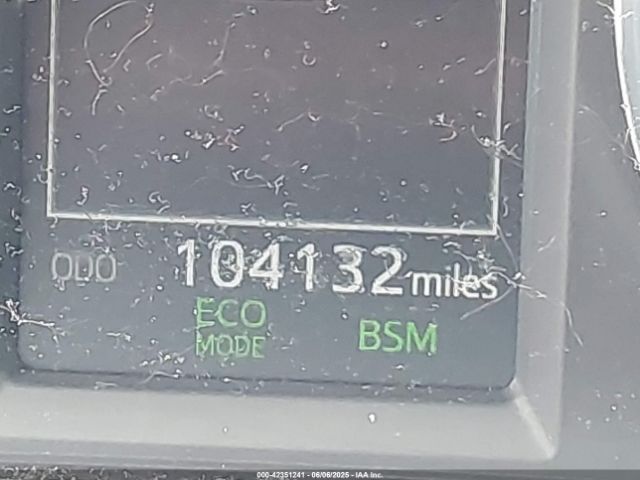 ODO 104132 miles
ECO BSM
MODE
000-42351241 - 06/06/2025 - IAA Inc.